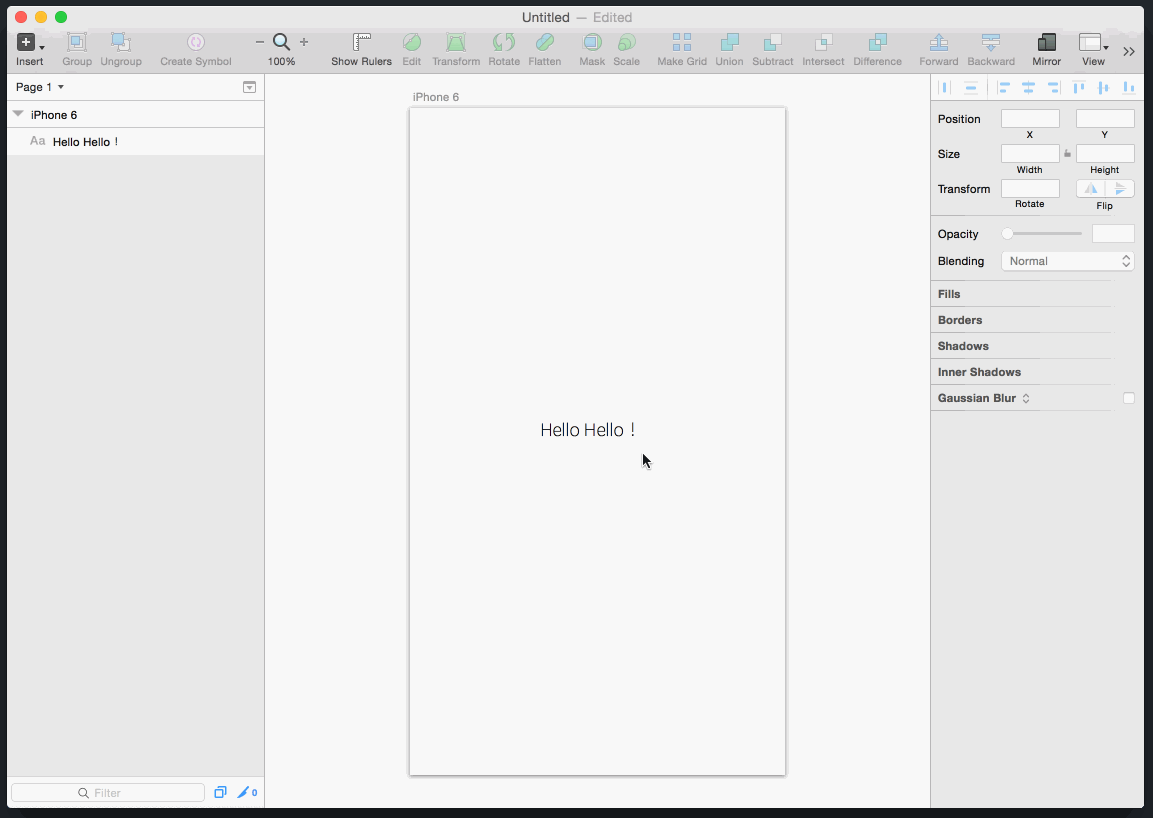 Untitled — Edited
Insert Group Ungroup Create Symbol 100% Show Rulers Edit Transform Rotate Flatten Mask Scale Make Grid Union Subtract Intersect Difference Forward Backward Mirror View
Page 1
iPhone 6
Aa Hello Hello !
Filter
0
iPhone 6
Hello Hello !
Position
X Y
Size
Width Height
Transform
Rotate Flip
Opacity
Blending Normal
Fills
Borders
Shadows
Inner Shadows
Gaussian Blur